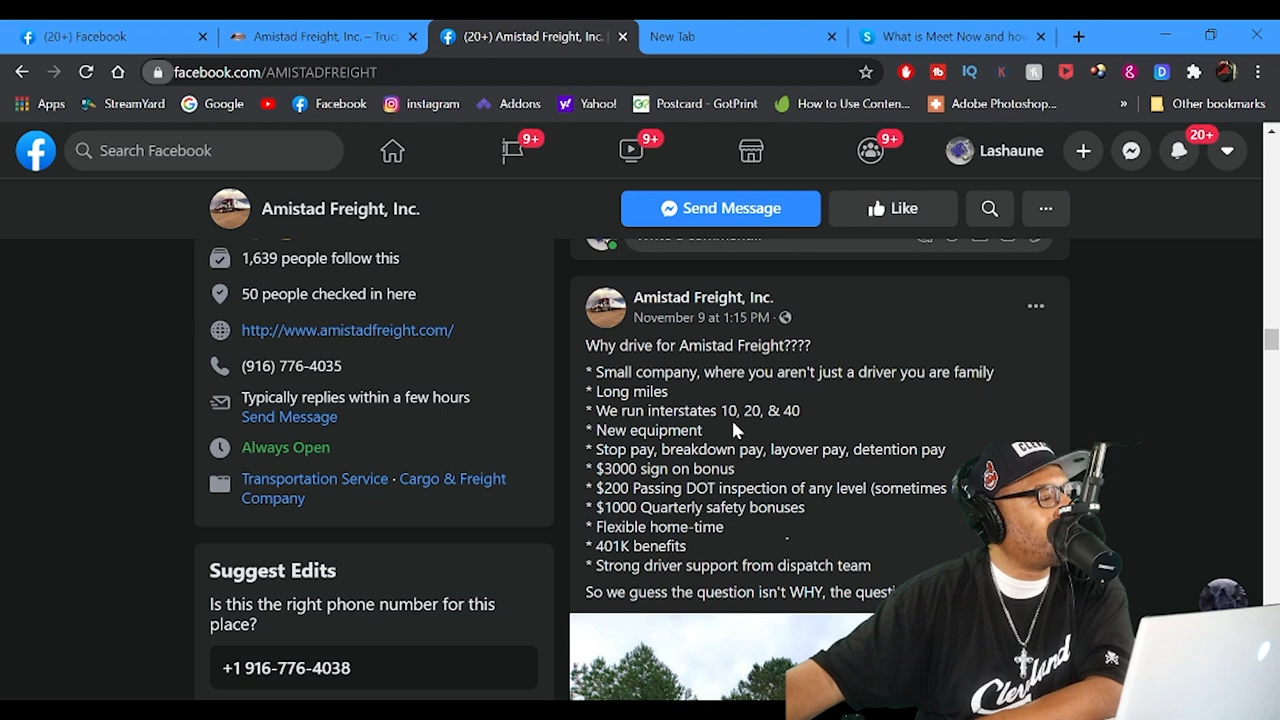 (20+) Facebook
Amistad Freight, Inc. – Truc
(20+) Amistad Freight, Inc. |
New Tab
What is Meet Now and how
facebook.com/AMISTADFREIGHT
Apps
StreamYard
Google
Facebook
instagram
Addons
Yahoo!
Postcard - GotPrint
How to Use Conten...
Adobe Photoshop...
»
Other bookmarks
Search Facebook
9+
9+
9+
Lashaune
20+
Amistad Freight, Inc.
Send Message
Like
1,639 people follow this
50 people checked in here
http://www.amistadfreight.com/
(916) 776-4035
Typically replies within a few hours
Send Message
Always Open
Transportation Service · Cargo & Freight
Company
Suggest Edits
Is this the right phone number for this
place?
+1 916-776-4038
Amistad Freight, Inc.
November 9 at 1:15 PM ·
Why drive for Amistad Freight????
* Small company, where you aren't just a driver you are family
* Long miles
* We run interstates 10, 20, & 40
* New equipment
* Stop pay, breakdown pay, layover pay, detention pay
* $3000 sign on bonus
* $200 Passing DOT inspection of any level (sometimes
* $1000 Quarterly safety bonuses
* Flexible home-time
* 401K benefits
* Strong driver support from dispatch team
So we guess the question isn't WHY, the questi
Cleveland